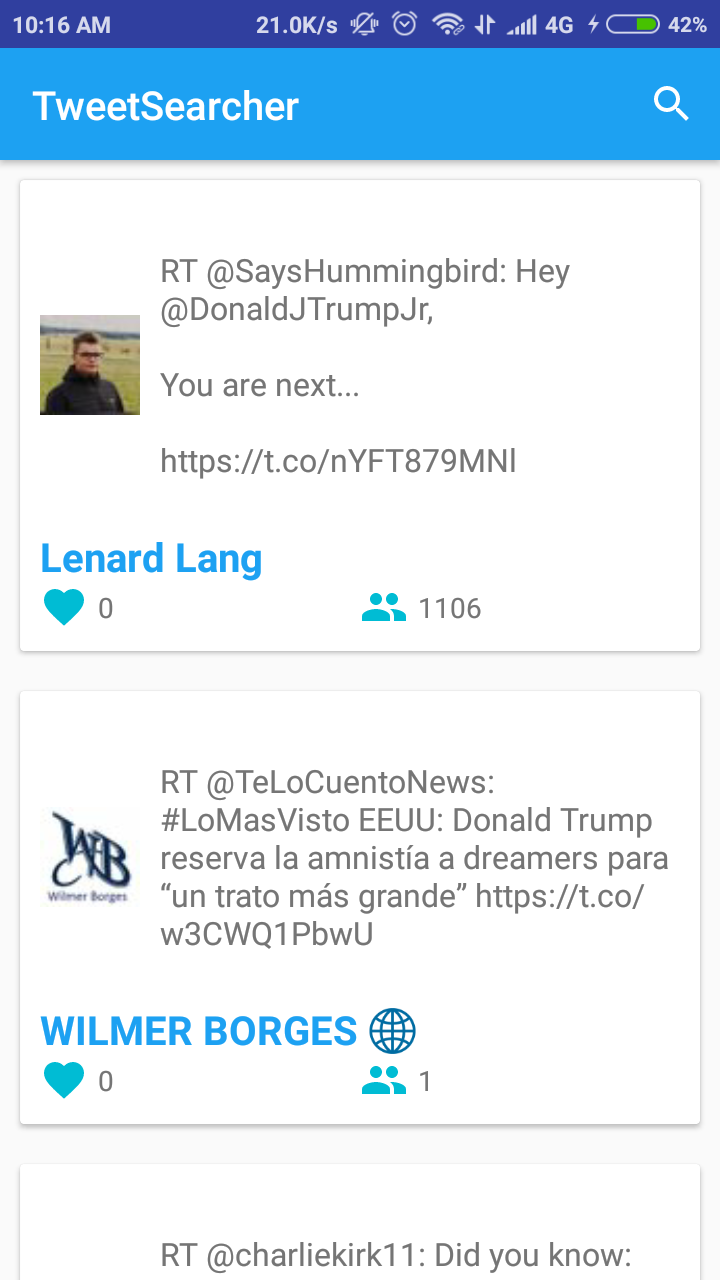 10:16 AM 21.0K/s 4G 42%
TweetSearcher
RT @SaysHummingbird: Hey
@DonaldJTrumpJr,
You are next...
https://t.co/nYFT879MNl
Lenard Lang
0 1106
RT @TeLoCuentoNews:
#LoMasVisto EEUU: Donald Trump
reserva la amnistía a dreamers para
“un trato más grande” https://t.co/
w3CWQ1PbwU
Wilmer Borges
WILMER BORGES
0 1
RT @charliekirk11: Did you know: